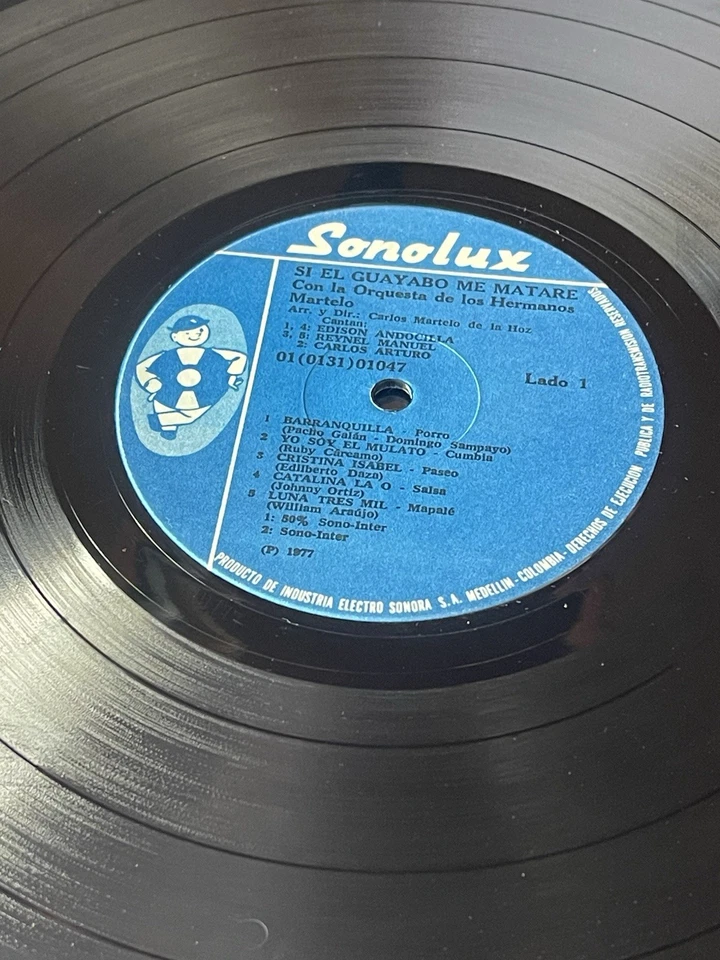 Sonolux
SI EL GUAYABO ME MATARE
Con la Orquesta de los Hermanos
Martelo
Arr. y Dir.: Carlos Martelo de la Hoz
Cantan:
1, 4: EDISON ANDOCILLA
3, 5: REYNEL MANUEL
2: CARLOS ARTURO
01(0131)01047
Lado 1
1 BARRANQUILLA - Porro
(Pacho Galán - Domingo Sampayo)
2 YO SOY EL MULATO - Cumbia
(Ruby Cáreamo)
3 CRISTINA ISABEL - Paseo
(Edilberto Daza)
4 CATALINA LA O - Salsa
(Johnny Ortiz)
5 LUNA TRES MIL - Mapalé
(William Araújo)
1: 50% Sono-Inter
2: Sono-Inter
(P) 1977
PRODUCTO DE INDUSTRIA ELECTRO SONORA S.A. MEDELLIN-COLOMBIA-DERECHOS DE EJECUCION PUBLICA Y DE RADIOTRANSMISION RESERVADOS